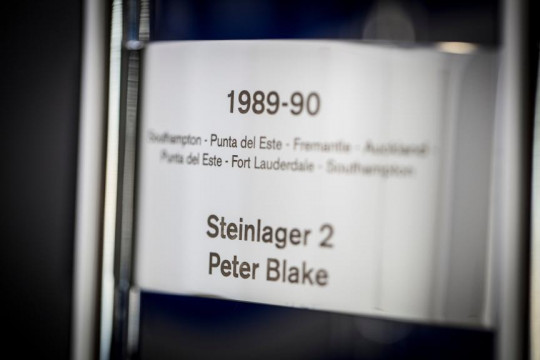 1989-90
Southampton - Punta del Este - Fremantle - Auckland
Punta del Este - Fort Lauderdale - Southampton
Steinlager 2
Peter Blake